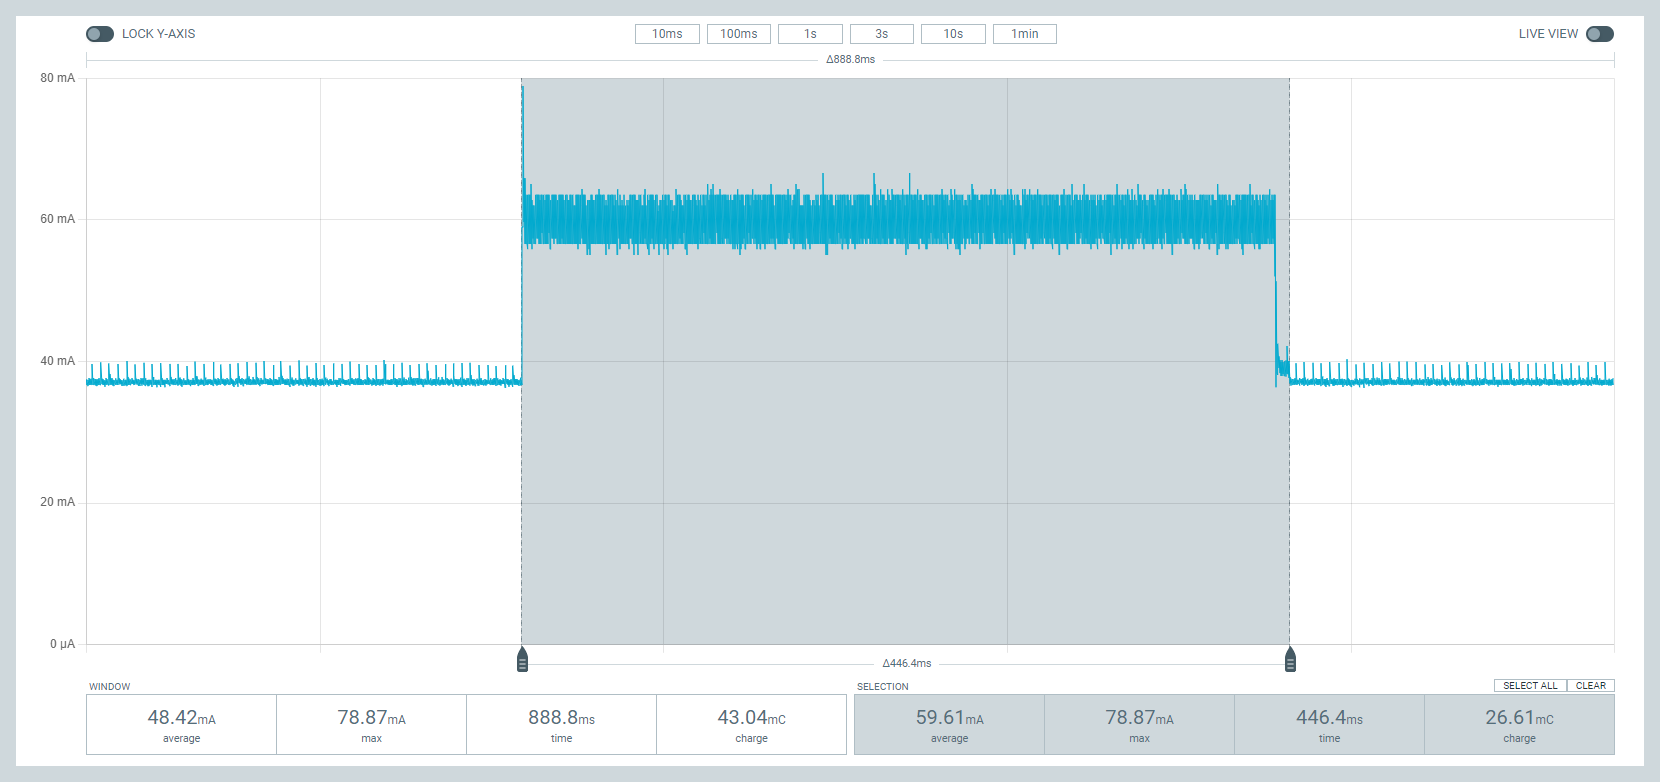 LOCK Y-AXIS 10ms 100ms 1s 3s 10s 1min LIVE VIEW
Δ888.8ms
80 mA
60 mA
40 mA
20 mA
0 µA
Δ446.4ms
WINDOW SELECTION SELECT ALL CLEAR
48.42mA 78.87mA 888.8ms 43.04mC 59.61mA 78.87mA 446.4ms 26.61mC
average max time charge average max time charge